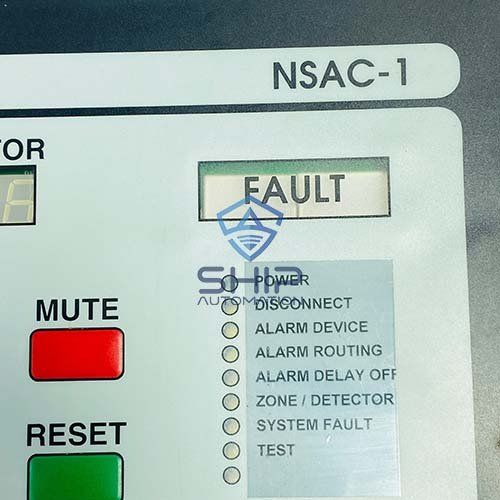 NSAC-1
TOR
FAULT
SHIP
AUTOMATION
POWER
DISCONNECT
MUTE
ALARM DEVICE
ALARM ROUTING
ALARM DELAY OFF
ZONE / DETECTOR
SYSTEM FAULT
RESET
TEST